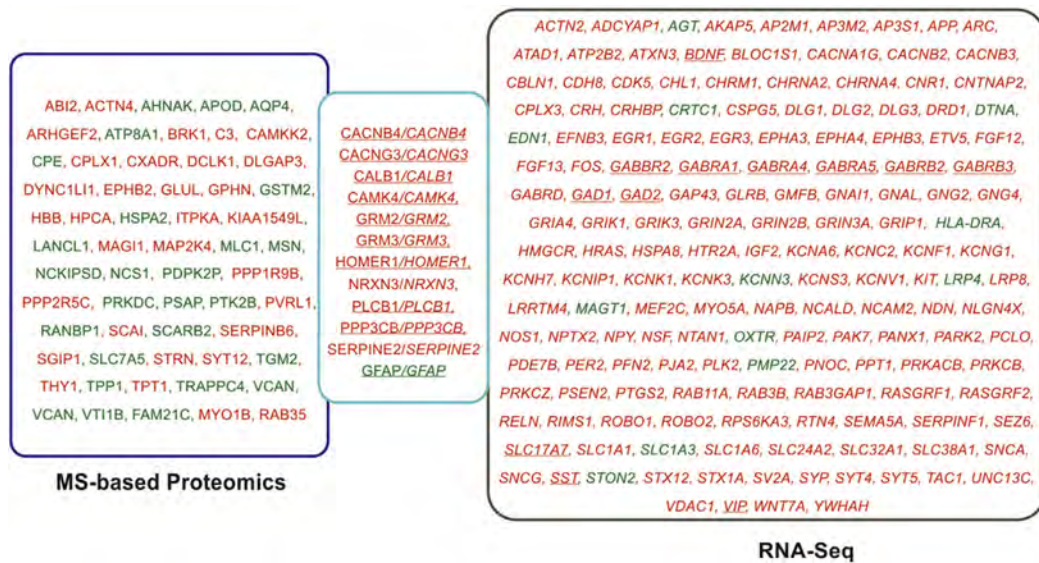 ABI2, ACTN4, AHNAK, APOD, AQP4,
ARHGEF2, ATP8A1, BRK1, C3, CAMKK2,
CPE, CPLX1, CXADR, DCLK1, DLGAP3,
DYNC1LI1, EPHB2, GLUL, GPHN, GSTM2,
HBB, HPCA, HSPA2, ITPKA, KIAA1549L,
LANCL1, MAGI1, MAP2K4, MLC1, MSN,
NCKIPSD, NCS1, PDPK2P, PPP1R9B,
PPP2R5C, PRKDC, PSAP, PTK2B, PVRL1,
RANBP1, SCAI, SCARB2, SERPINB6,
SGIP1, SLC7A5, STRN, SYT12, TGM2,
THY1, TPP1, TPT1, TRAPPC4, VCAN,
VCAN, VTI1B, FAM21C, MYO1B, RAB35
MS-based Proteomics
CACNB4/CACNB4
CACNG3/CACNG3
CALB1/CALB1
CAMK4/CAMK4,
GRM2/GRM2,
GRM3/GRM3,
HOMER1/HOMER1,
NRXN3/NRXN3,
PLCB1/PLCB1,
PPP3CB/PPP3CB,
SERPINE2/SERPINE2
GFAP/GFAP
ACTN2, ADCYAP1, AGT, AKAP5, AP2M1, AP3M2, AP3S1, APP, ARC,
ATAD1, ATP2B2, ATXN3, BDNF, BLOC1S1, CACNA1G, CACNB2, CACNB3,
CBLN1, CDH8, CDK5, CHL1, CHRM1, CHRNA2, CHRNA4, CNR1, CNTNAP2,
CPLX3, CRH, CRHBP, CRTC1, CSPG5, DLG1, DLG2, DLG3, DRD1, DTNA,
EDN1, EFNB3, EGR1, EGR2, EGR3, EPHA3, EPHA4, EPHB3, ETV5, FGF12,
FGF13, FOS, GABBR2, GABRA1, GABRA4, GABRA5, GABRB2, GABRB3,
GABRD, GAD1, GAD2, GAP43, GLRB, GMFB, GNAI1, GNAL, GNG2, GNG4,
GRIA4, GRIK1, GRIK3, GRIN2A, GRIN2B, GRIN3A, GRIP1, HLA-DRA,
HMGCR, HRAS, HSPA8, HTR2A, IGF2, KCNA6, KCNC2, KCNF1, KCNG1,
KCNH7, KCNIP1, KCNK1, KCNK3, KCNN3, KCNS3, KCNV1, KIT, LRP4, LRP8,
LRRTM4, MAGT1, MEF2C, MYO5A, NAPB, NCALD, NCAM2, NDN, NLGN4X,
NOS1, NPTX2, NPY, NSF, NTAN1, OXTR, PAIP2, PAK7, PANX1, PARK2, PCLO,
PDE7B, PER2, PFN2, PJA2, PLK2, PMP22, PNOC, PPT1, PRKACB, PRKCB,
PRKCZ, PSEN2, PTGS2, RAB11A, RAB3B, RAB3GAP1, RASGRF1, RASGRF2,
RELN, RIMS1, ROBO1, ROBO2, RPS6KA3, RTN4, SEMA5A, SERPINF1, SEZ6,
SLC17A7, SLC1A1, SLC1A3, SLC1A6, SLC24A2, SLC32A1, SLC38A1, SNCA,
SNCG, SST, STON2, STX12, STX1A, SV2A, SYP, SYT4, SYT5, TAC1, UNC13C,
VDAC1, VIP, WNT7A, YWHAH
RNA-Seq